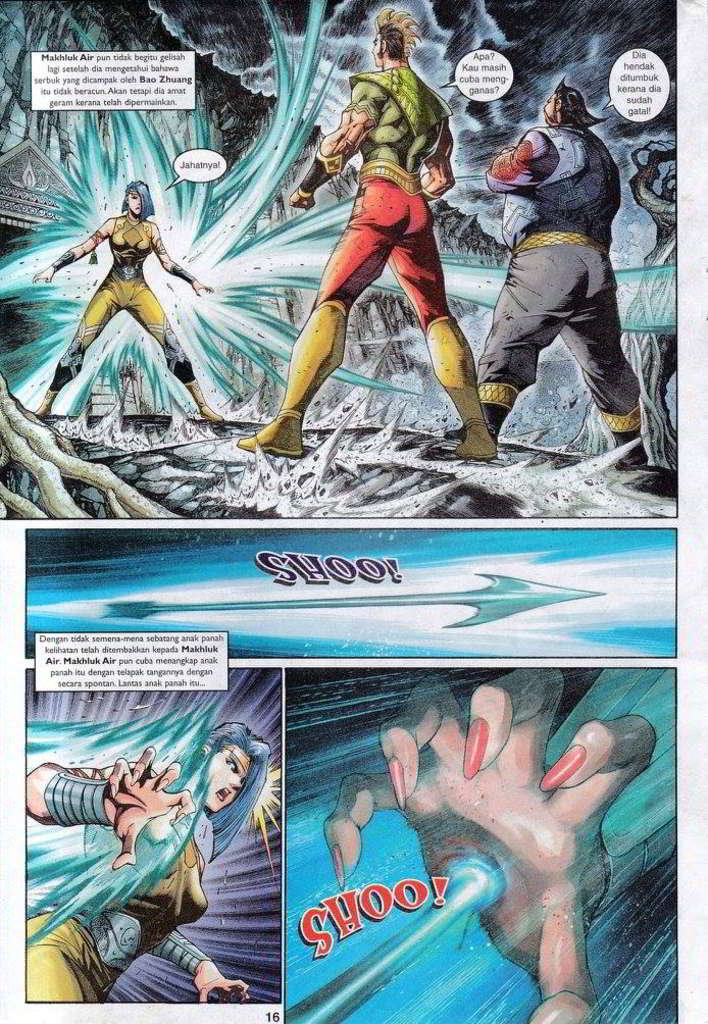 Makhluk Air pun tidak begitu gelisah
lagi setelah dia mengetahui bahawa
serbuk yang dicampak oleh Bao Zhuang
itu tidak beracun. Akan tetapi dia amat
geram kerana telah dipermainkan.
Jahatnya!
Apa?
Kau masih
cuba meng-
ganas?
Dia
hendak
ditumbuk
kerana dia
sudah
gatal!
SHOO!
Dengan tidak semena-mena sebatang anak panah
kelihatan telah ditembakkan kepada Makhluk
Air. Makhluk Air pun cuba menangkap anak
panah itu dengan telapak tangannya dengan
secara spontan. Lantas anak panah itu...
SHOO!
16